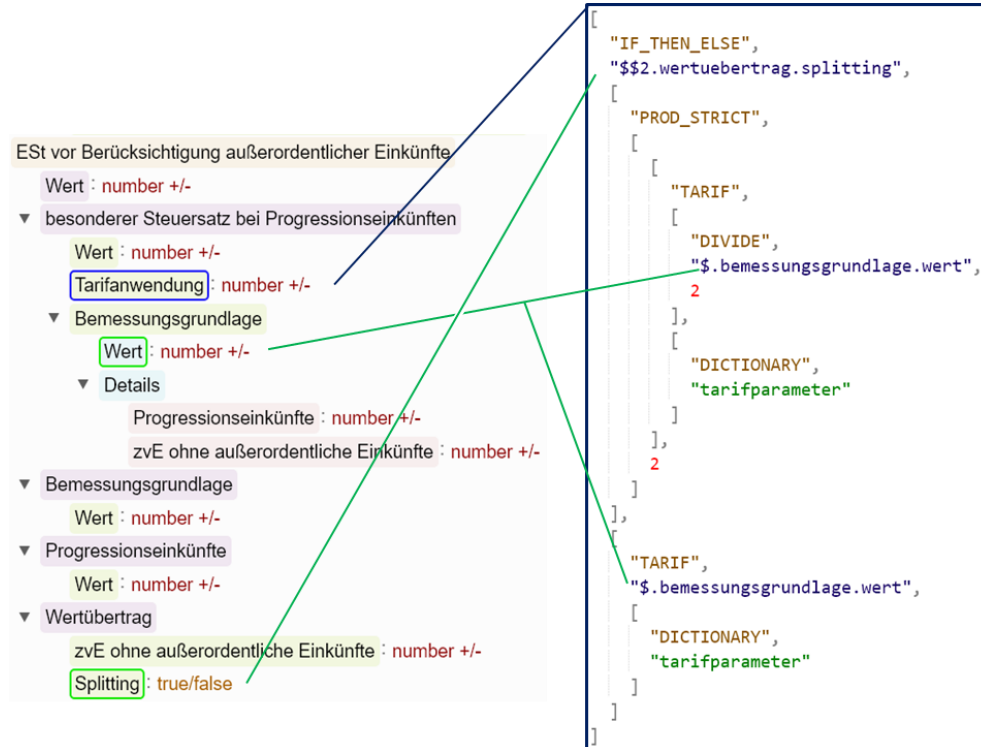 ESt vor Berücksichtigung außerordentlicher Einkünfte
Wert : number +/-
▼ besonderer Steuersatz bei Progressionseinkünften
Wert : number +/-
Tarifanwendung : number +/-
▼ Bemessungsgrundlage
Wert : number +/-
▼ Details
Progressionseinkünfte : number +/-
zvE ohne außerordentliche Einkünfte : number +/-
▼ Bemessungsgrundlage
Wert : number +/-
▼ Progressionseinkünfte
Wert : number +/-
▼ Wertübertrag
zvE ohne außerordentliche Einkünfte : number +/-
Splitting : true/false
[
"IF_THEN_ELSE",
"$$2.wertuebertrag.splitting",
[
"PROD_STRICT",
[
[
"TARIF",
[
"DIVIDE",
"$.bemessungsgrundlage.wert",
2
],
[
"DICTIONARY",
"tarifparameter"
]
],
2
]
],
[
"TARIF",
"$.bemessungsgrundlage.wert",
[
"DICTIONARY",
"tarifparameter"
]
]
]